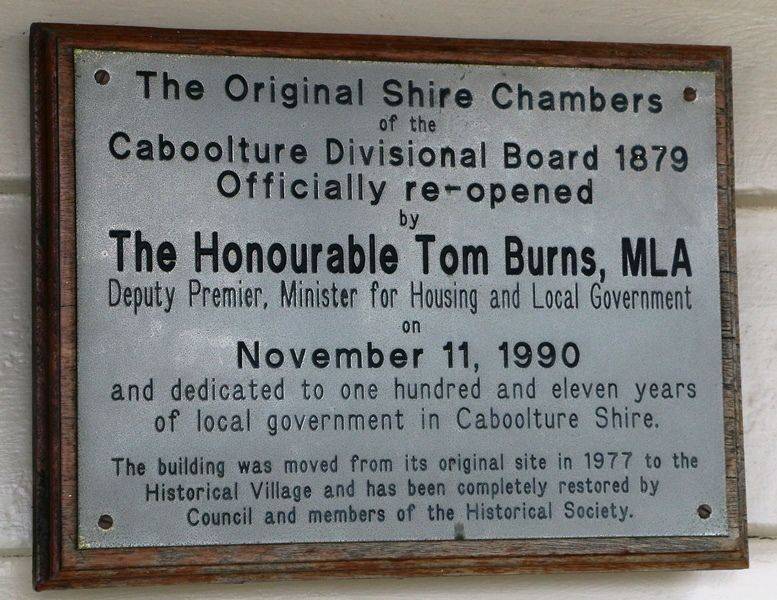 The Original Shire Chambers
of the
Caboolture Divisional Board 1879
Officially re-opened
by
The Honourable Tom Burns, MLA
Deputy Premier, Minister for Housing and Local Government
on
November 11, 1990
and dedicated to one hundred and eleven years
of local government in Caboolture Shire.
The building was moved from its original site in 1977 to the
Historical Village and has been completely restored by
Council and members of the Historical Society.